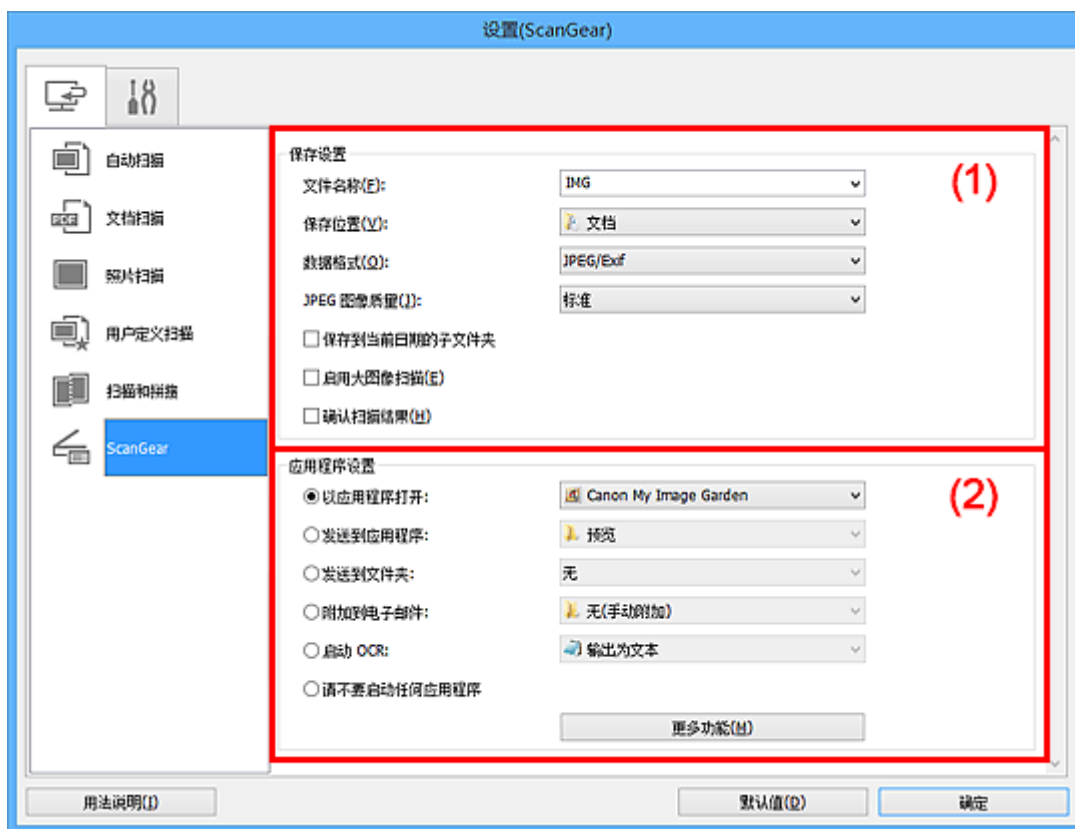 设置(ScanGear)
自动扫描
文档扫描
照片扫描
用户定义扫描
扫描和拼接
ScanGear
保存设置
(1)
文件名称(F): IMG
保存位置(V): 文档
数据格式(O): JPEG/Exif
JPEG 图像质量(J): 标准
保存到当前日期的子文件夹
启用大图像扫描(E)
确认扫描结果(H)
应用程序设置
(2)
以应用程序打开: Canon My Image Garden
发送到应用程序: 预览
发送到文件夹: 无
附加到电子邮件: 无(手动附加)
启动 OCR: 输出为文本
请不要启动任何应用程序
更多功能(M)
用法说明(I)
默认值(D)
确定